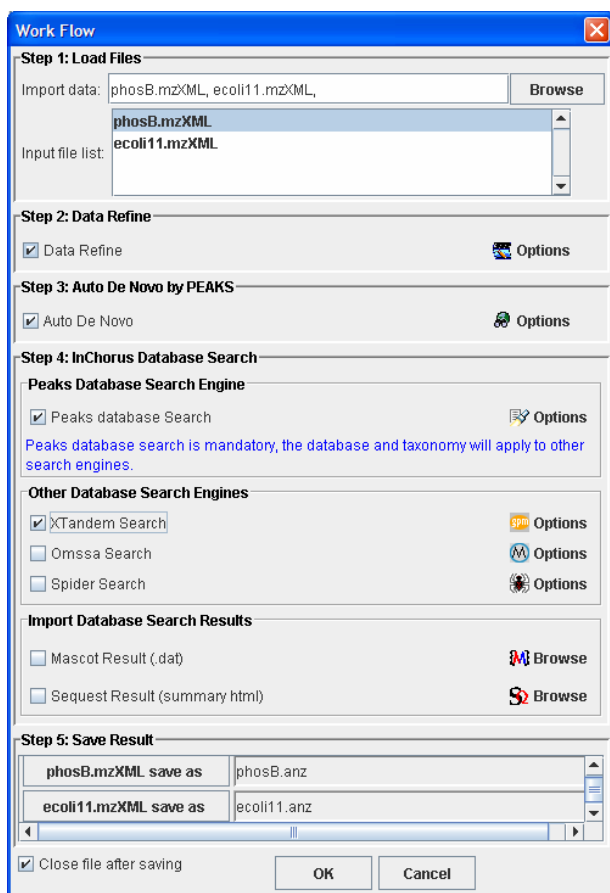 Work Flow
Step 1: Load Files
Import data: phosB.mzXML, ecoli11.mzXML, Browse
phosB.mzXML
ecoli11.mzXML
Input file list:
Step 2: Data Refine
Data Refine Options
Step 3: Auto De Novo by PEAKS
Auto De Novo Options
Step 4: InChorus Database Search
Peaks Database Search Engine
Peaks database Search Options
Peaks database search is mandatory, the database and taxonomy will apply to other
search engines.
Other Database Search Engines
XTandem Search gpm Options
Omssa Search Options
Spider Search Options
Import Database Search Results
Mascot Result (.dat) Browse
Sequest Result (summary html) Browse
Step 5: Save Result
phosB.mzXML save as phosB.anz
ecoli11.mzXML save as ecoli11.anz
Close file after saving OK Cancel